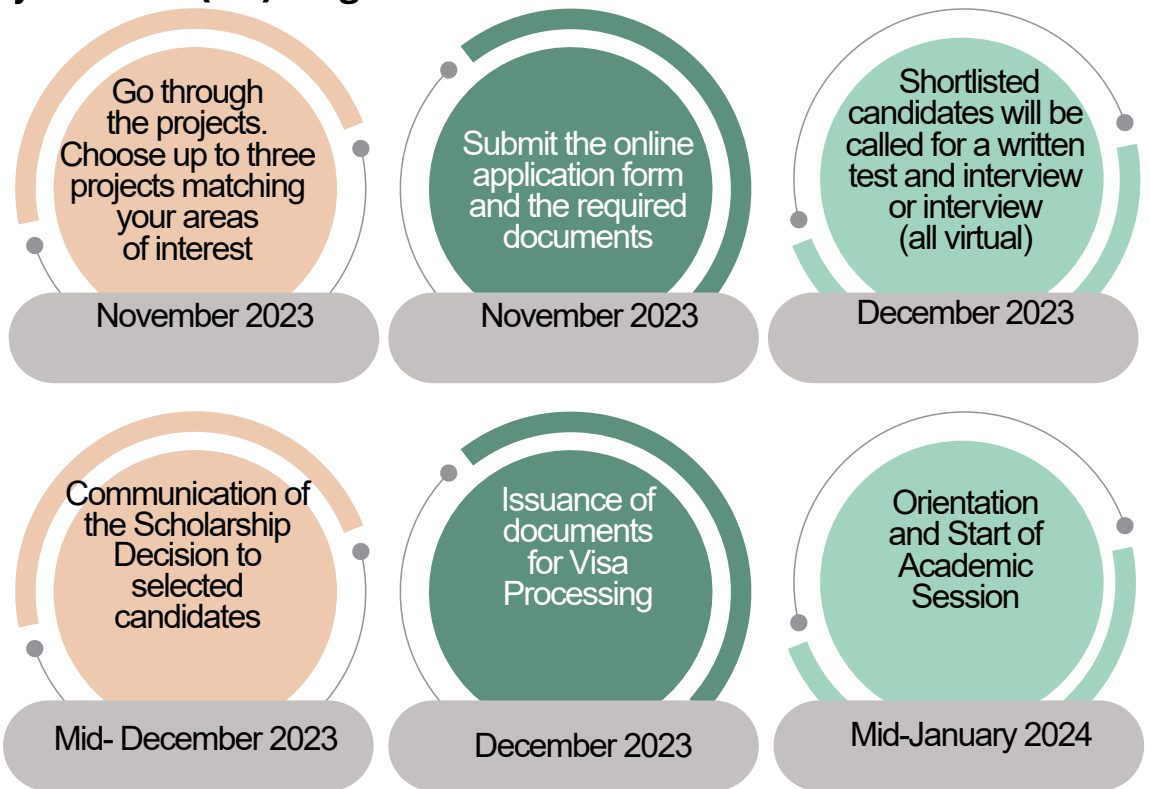 Go through
the projects.
Choose up to three
projects matching
your areas
of interest
November 2023
Submit the online
application form
and the required
documents
November 2023
Shortlisted
candidates will be
called for a written
test and interview
or interview
(all virtual)
December 2023
Communication of
the Scholarship
Decision to
selected
candidates
Mid- December 2023
Issuance of
documents
for Visa
Processing
December 2023
Orientation
and Start of
Academic
Session
Mid-January 2024